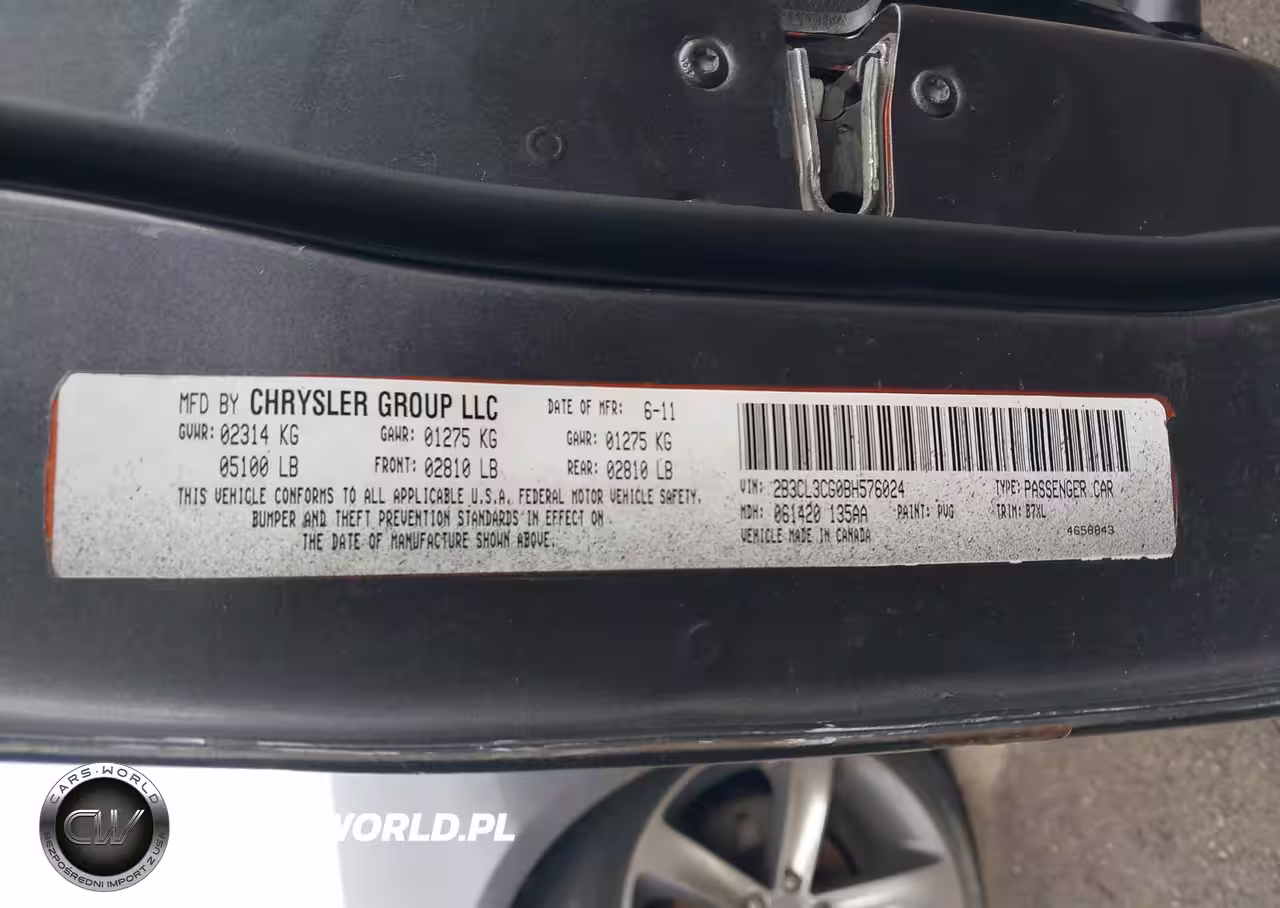 MFD BY CHRYSLER GROUP LLC DATE OF MFR: 6-11
GVWR: 02314 KG GAWR: 01275 KG GAWR: 01275 KG
05100 LB FRONT: 02810 LB REAR: 02810 LB
THIS VEHICLE CONFORMS TO ALL APPLICABLE U.S.A. FEDERAL MOTOR VEHICLE SAFETY.
BUMPER AND THEFT PREVENTION STANDARDS IN EFFECT ON
THE DATE OF MANUFACTURE SHOWN ABOVE.
VIN: 2B3CL3CG0BH576024 TYPE: PASSENGER CAR
MDH: 061420 135AA PAINT: PVG TRIM: B7XL
VEHICLE MADE IN CANADA 4658843
CARS-WORLD
CW
BEZPOŚREDNI IMPORT Z USA
WORLD.PL